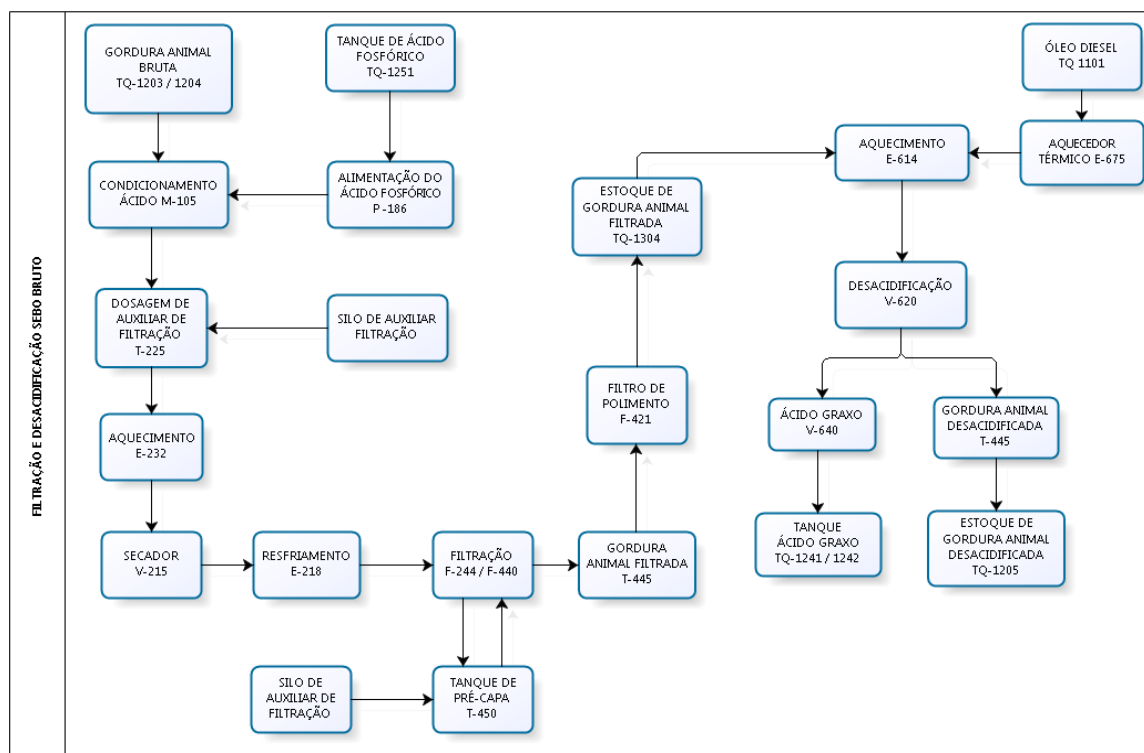 FILTRAÇÃO E DESACIDIFICAÇÃO SEBO BRUTO
GORDURA ANIMAL
BRUTA
TQ-1203 / 1204
TANQUE DE ÁCIDO
FOSFÓRICO
TQ-1251
CONDICIONAMENTO
ÁCIDO M-105
ALIMENTAÇÃO DO
ÁCIDO FOSFÓRICO
P -186
DOSAGEM DE
AUXILIAR DE
FILTRAÇÃO
T-225
SILO DE AUXILIAR
FILTRAÇÃO
AQUECIMENTO
E-232
SECADOR
V-215
RESFRIAMENTO
E-218
FILTRAÇÃO
F-244 / F-440
SILO DE
AUXILIAR DE
FILTRAÇÃO
TANQUE DE
PRÉ-CAPA
T-450
GORDURA
ANIMAL FILTRADA
T-445
FILTRO DE
POLIMENTO
F-421
ESTOQUE DE
GORDURA ANIMAL
FILTRADA
TQ-1304
ÓLEO DIESEL
TQ 1101
AQUECEDOR
TÉRMICO E-675
AQUECIMENTO
E-614
DESACIDIFICAÇÃO
V-620
ÁCIDO GRAXO
V-640
GORDURA ANIMAL
DESACIDIFICADA
T-445
TANQUE
ÁCIDO GRAXO
TQ-1241 / 1242
ESTOQUE DE
GORDURA ANIMAL
DESACIDIFICADA
TQ-1205